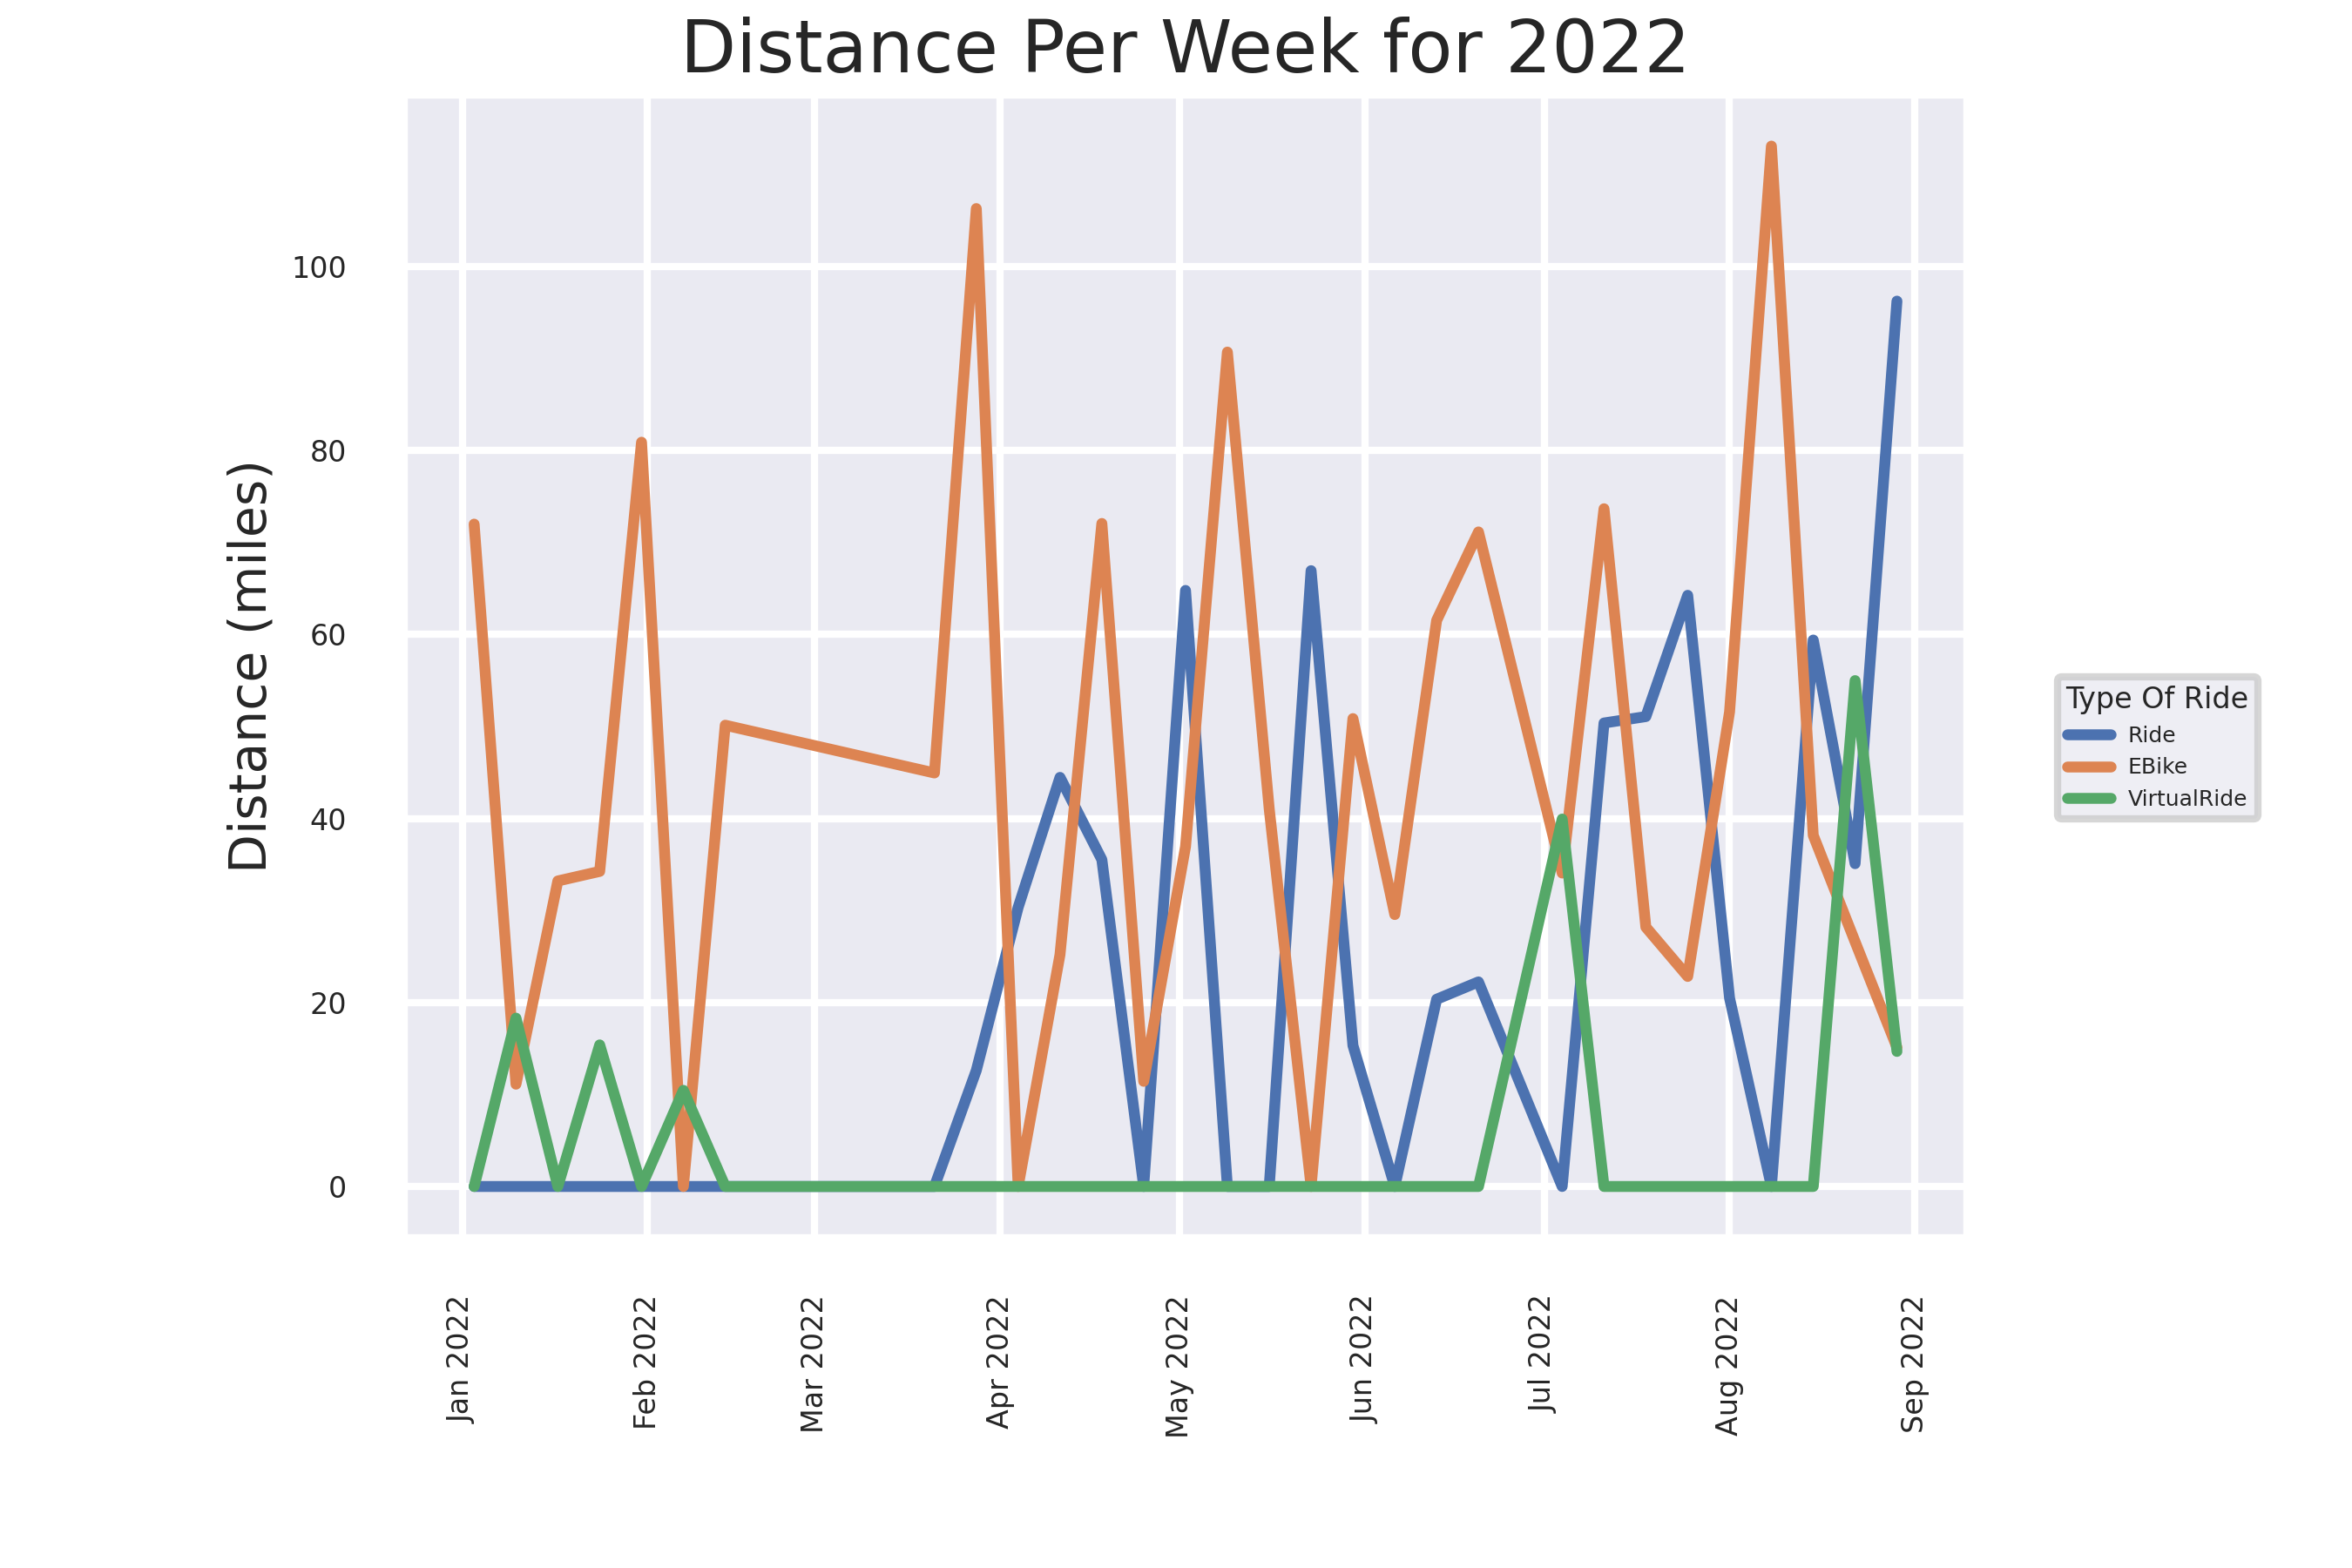 Distance Per Week for 2022
Distance (miles)
100
80
60
40
20
0
Jan 2022
Feb 2022
Mar 2022
Apr 2022
May 2022
Jun 2022
Jul 2022
Aug 2022
Sep 2022
Type Of Ride
Ride
EBike
VirtualRide